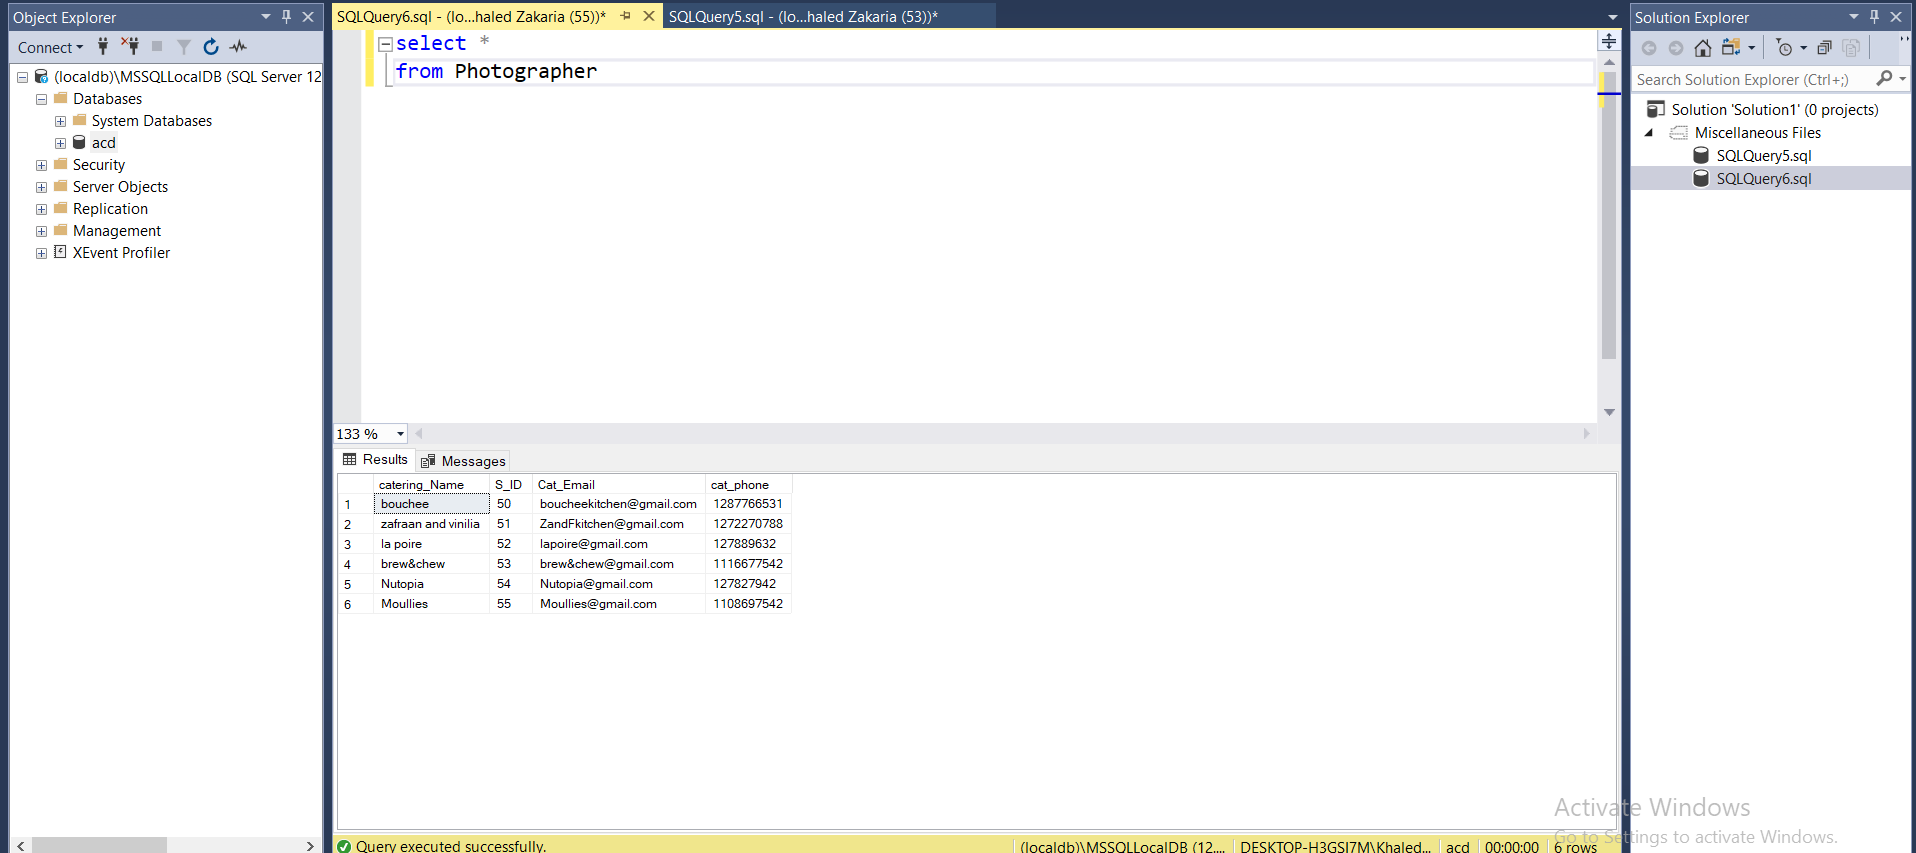 Object Explorer
Connect
(localdb)\MSSQLLocalDB (SQL Server 12
Databases
System Databases
acd
Security
Server Objects
Replication
Management
XEvent Profiler
SQLQuery6.sql - (lo...haled Zakaria (55))*
SQLQuery5.sql - (lo...haled Zakaria (53))*
select *
from Photographer
133 %
Results
Messages
catering_Name S_ID Cat_Email cat_phone
1 bouchee 50 boucheekitchen@gmail.com 1287766531
2 zafraan and vinilia 51 ZandFkitchen@gmail.com 1272270788
3 la poire 52 lapoire@gmail.com 127889632
4 brew&chew 53 brew&chew@gmail.com 1116677542
5 Nutopia 54 Nutopia@gmail.com 127827942
6 Moullies 55 Moullies@gmail.com 1108697542
Query executed successfully.
(localdb)\MSSQLLocalDB (12....
DESKTOP-H3GSI7M\Khaled...
acd
00:00:00
6 rows
Solution Explorer
Search Solution Explorer (Ctrl+;)
Solution 'Solution1' (0 projects)
Miscellaneous Files
SQLQuery5.sql
SQLQuery6.sql
Activate Windows
Go to Settings to activate Windows.